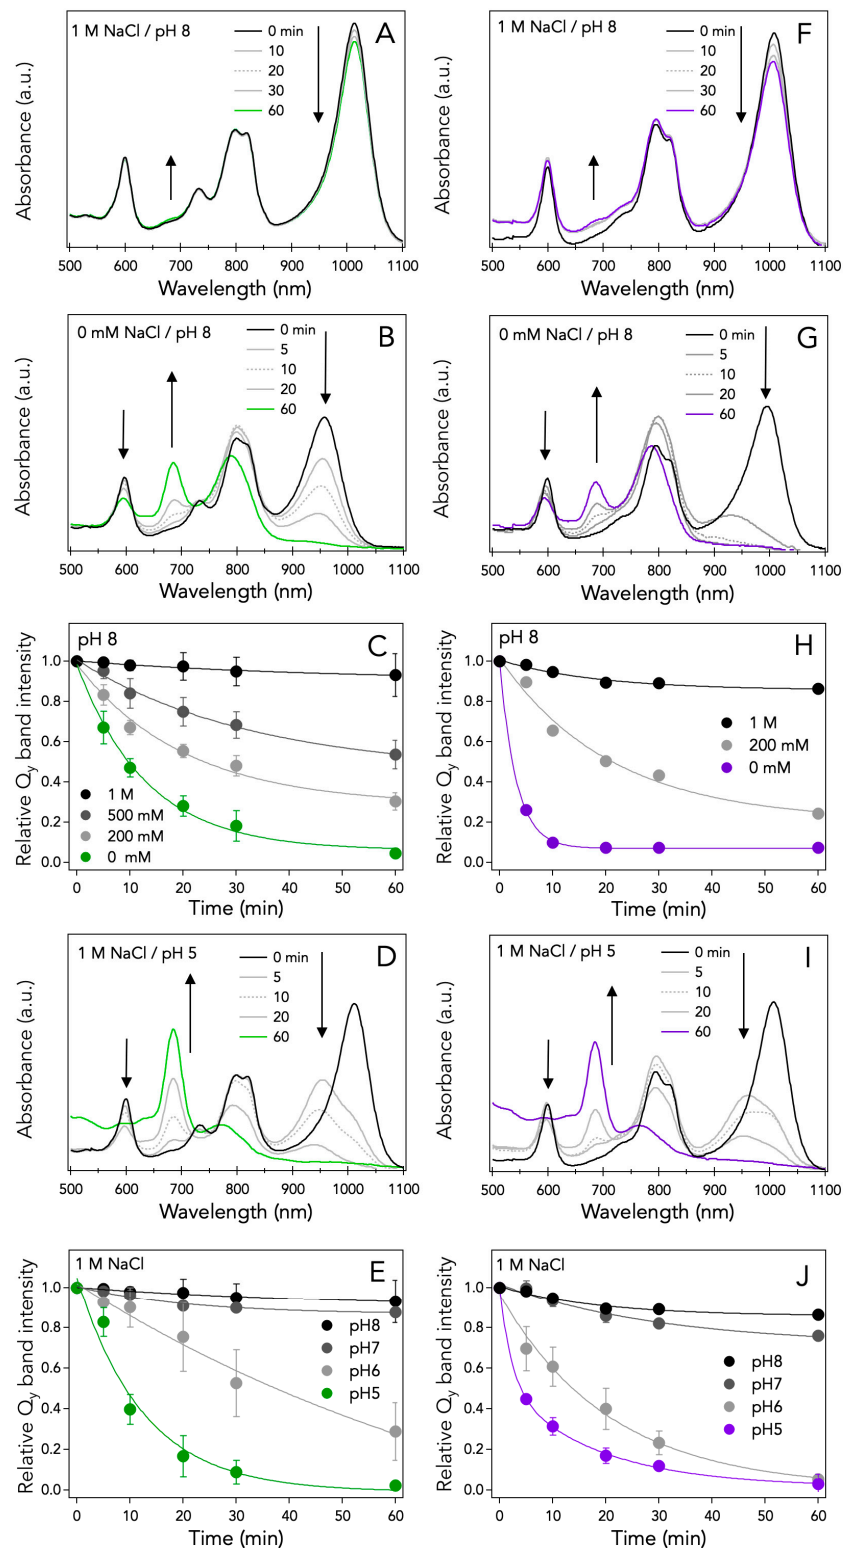 1 M NaCl / pH 8
A
0 min
10
20
30
60
Absorbance (a.u.)
500 600 700 800 900 1000 1100
Wavelength (nm)
1 M NaCl / pH 8
F
0 min
10
20
30
60
Absorbance (a.u.)
500 600 700 800 900 1000 1100
Wavelength (nm)
0 mM NaCl / pH 8
B
0 min
5
10
20
60
Absorbance (a.u.)
500 600 700 800 900 1000 1100
Wavelength (nm)
0 mM NaCl / pH 8
G
0 min
5
10
20
60
Absorbance (a.u.)
500 600 700 800 900 1000 1100
Wavelength (nm)
pH 8
C
1.0
0.8
0.6
0.4
0.2
0.0
Relative Qy band intensity
1 M
500 mM
200 mM
0 mM
0 10 20 30 40 50 60
Time (min)
pH 8
H
1.0
0.8
0.6
0.4
0.2
0.0
Relative Qy band intensity
1 M
200 mM
0 mM
0 10 20 30 40 50 60
Time (min)
1 M NaCl / pH 5
D
0 min
5
10
20
60
Absorbance (a.u.)
500 600 700 800 900 1000 1100
Wavelength (nm)
1 M NaCl / pH 5
I
0 min
5
10
20
60
Absorbance (a.u.)
500 600 700 800 900 1000 1100
Wavelength (nm)
1 M NaCl
E
1.0
0.8
0.6
0.4
0.2
0.0
Relative Qy band intensity
pH8
pH7
pH6
pH5
0 10 20 30 40 50 60
Time (min)
1 M NaCl
J
1.0
0.8
0.6
0.4
0.2
0.0
Relative Qy band intensity
pH8
pH7
pH6
pH5
0 10 20 30 40 50 60
Time (min)